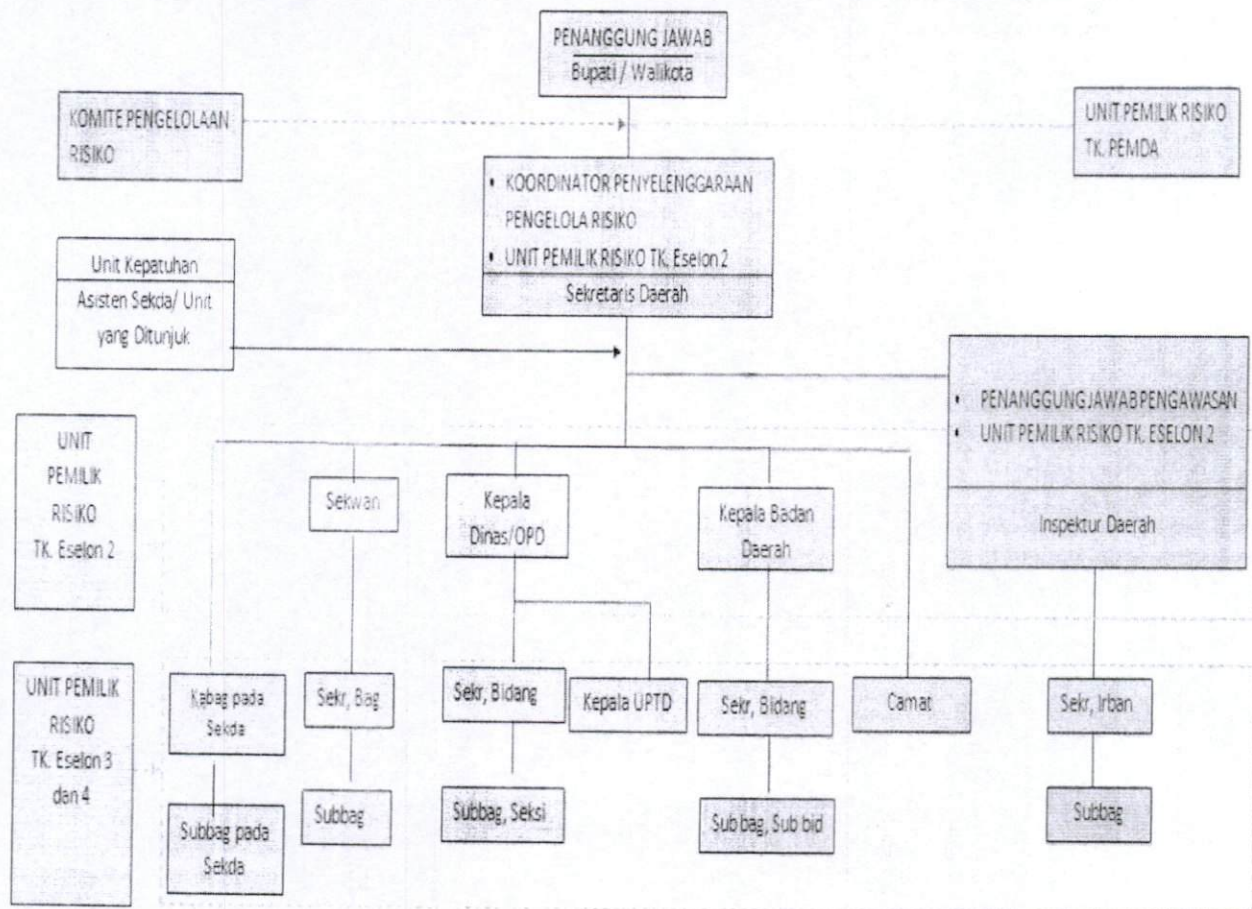 PENANGGUNG JAWAB
Bupati / Walikota
KOMITE PENGELOLAAN
RISIKO
UNIT PEMILIK RISIKO
TK. PEMDA
• KOORDINATOR PENYELENGGARAAN
PENGELOLA RISIKO
• UNIT PEMILIK RISIKO TK. Eselon 2
Sekretaris Daerah
Unit Kepatuhan
Asisten Sekda/ Unit
yang Ditunjuk
• PENANGGUNG JAWAB PENGAWASAN
• UNIT PEMILIK RISIKO TK. ESELON 2
Inspektur Daerah
UNIT
PEMILIK
RISIKO
TK. Eselon 2
Sekwan
Kepala
Dinas/OPD
Kepala Badan
Daerah
UNIT PEMILIK
RISIKO
TK. Eselon 3
dan 4
Kabag pada
Sekda
Sekr, Bag
Sekr, Bidang
Kepala UPTD
Sekr, Bidang
Camat
Sekr, Irban
Subbag pada
Sekda
Subbag
Subbag, Seksi
Sub bag, Sub bid
Subbag